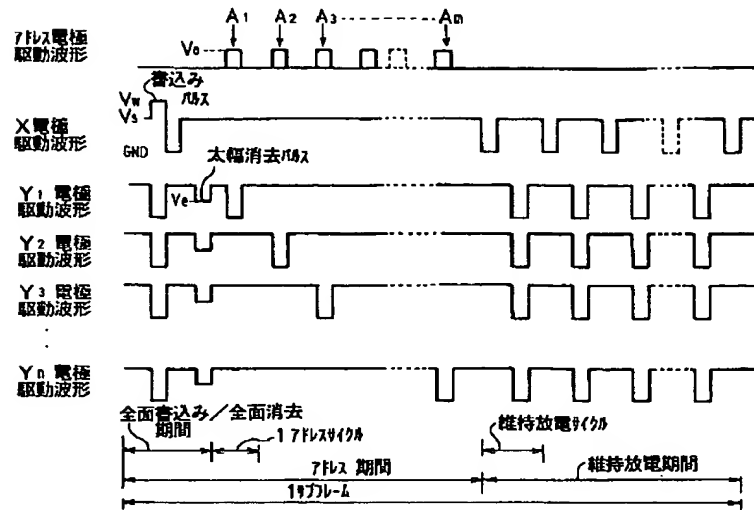 A1 A2 A3 Am
アドレス電極
駆動波形
Va
書込み
パルス
Vw
Vs
X電極
駆動波形
GND
太幅消去パルス
Y1 電極
駆動波形
Ve
Y2 電極
駆動波形
Y3 電極
駆動波形
Yn 電極
駆動波形
全面書込み/全面消去
期間
1アドレスサイクル
維持放電サイクル
アドレス 期間
維持放電期間
1サブフレーム